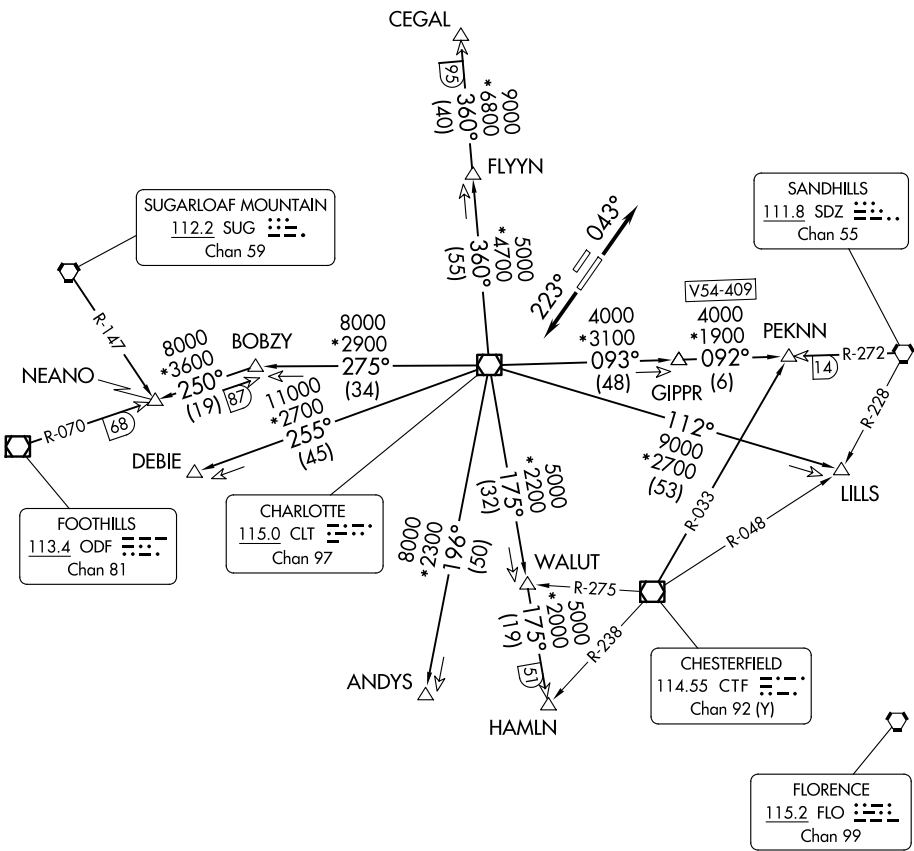 CEGAL
95
9000
*6800
360°
(40)
FLYYN
5000
*4700
360°
(55)
SUGARLOAF MOUNTAIN
112.2 SUG
Chan 59
043°
223°
SANDHILLS
111.8 SDZ
Chan 55
V54-409
R-147
8000
*3600
250°
(19)
BOBZY
87
8000
*2900
275°
(34)
4000
*3100
093°
(48)
4000
*1900
092°
(6)
GIPPR
PEKNN
14
R-272
R-228
NEANO
R-070
68
11000
*2700
255°
(45)
DEBIE
112°
9000
*2700
(53)
LILLS
FOOTHILLS
113.4 ODF
Chan 81
CHARLOTTE
115.0 CLT
Chan 97
5000
*2200
175°
(32)
R-033
R-048
8000
*2300
196°
(50)
WALUT
R-275
5000
*2000
175°
(19)
51
R-238
ANDYS
HAMLN
CHESTERFIELD
114.55 CTF
Chan 92 (Y)
FLORENCE
115.2 FLO
Chan 99